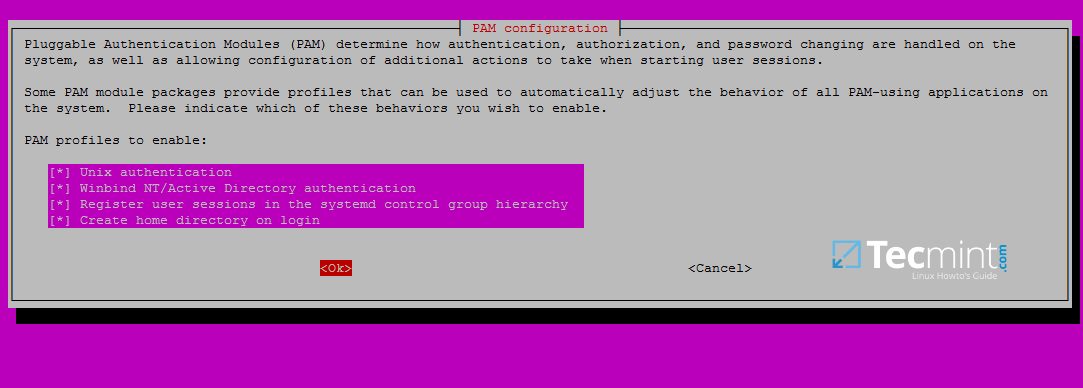 PAM configuration
Pluggable Authentication Modules (PAM) determine how authentication, authorization, and password changing are handled on the
system, as well as allowing configuration of additional actions to take when starting user sessions.
Some PAM module packages provide profiles that can be used to automatically adjust the behavior of all PAM-using applications on
the system.  Please indicate which of these behaviors you wish to enable.
PAM profiles to enable:
[*] Unix authentication
[*] Winbind NT/Active Directory authentication
[*] Register user sessions in the systemd control group hierarchy
[*] Create home directory on login
<Ok>
<Cancel>
Tecmint.com
Linux Howto's Guide